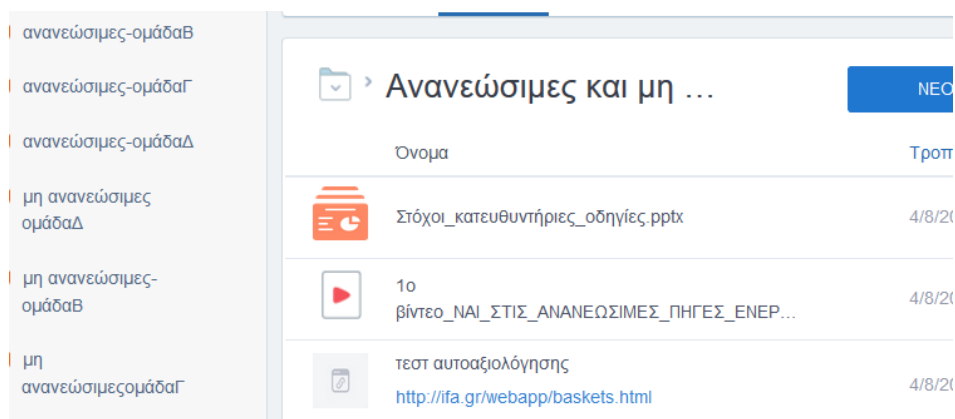 ανανεώσιμες-ομάδαΒ
ανανεώσιμες-ομάδαΓ
ανανεώσιμες-ομάδαΔ
μη ανανεώσιμες
ομάδαΔ
μη ανανεώσιμες-
ομάδαΒ
μη
ανανεώσιμεςομάδαΓ
Ανανεώσιμες και μη ...
ΝΕΟ
Όνομα
Τροπ
Στόχοι_κατευθυντήριες_οδηγίες.pptx
4/8/20
1ο
βίντεο_ΝΑΙ_ΣΤΙΣ_ΑΝΑΝΕΩΣΙΜΕΣ_ΠΗΓΕΣ_ΕΝΕΡ...
4/8/20
τεστ αυτοαξιολόγησης
http://ifa.gr/webapp/baskets.html
4/8/20